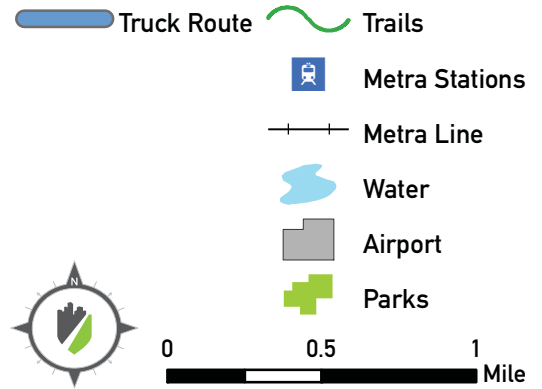 Truck Route Trails
Metra Stations
Metra Line
Water
Airport
Parks
N
0 0.5 1
Mile